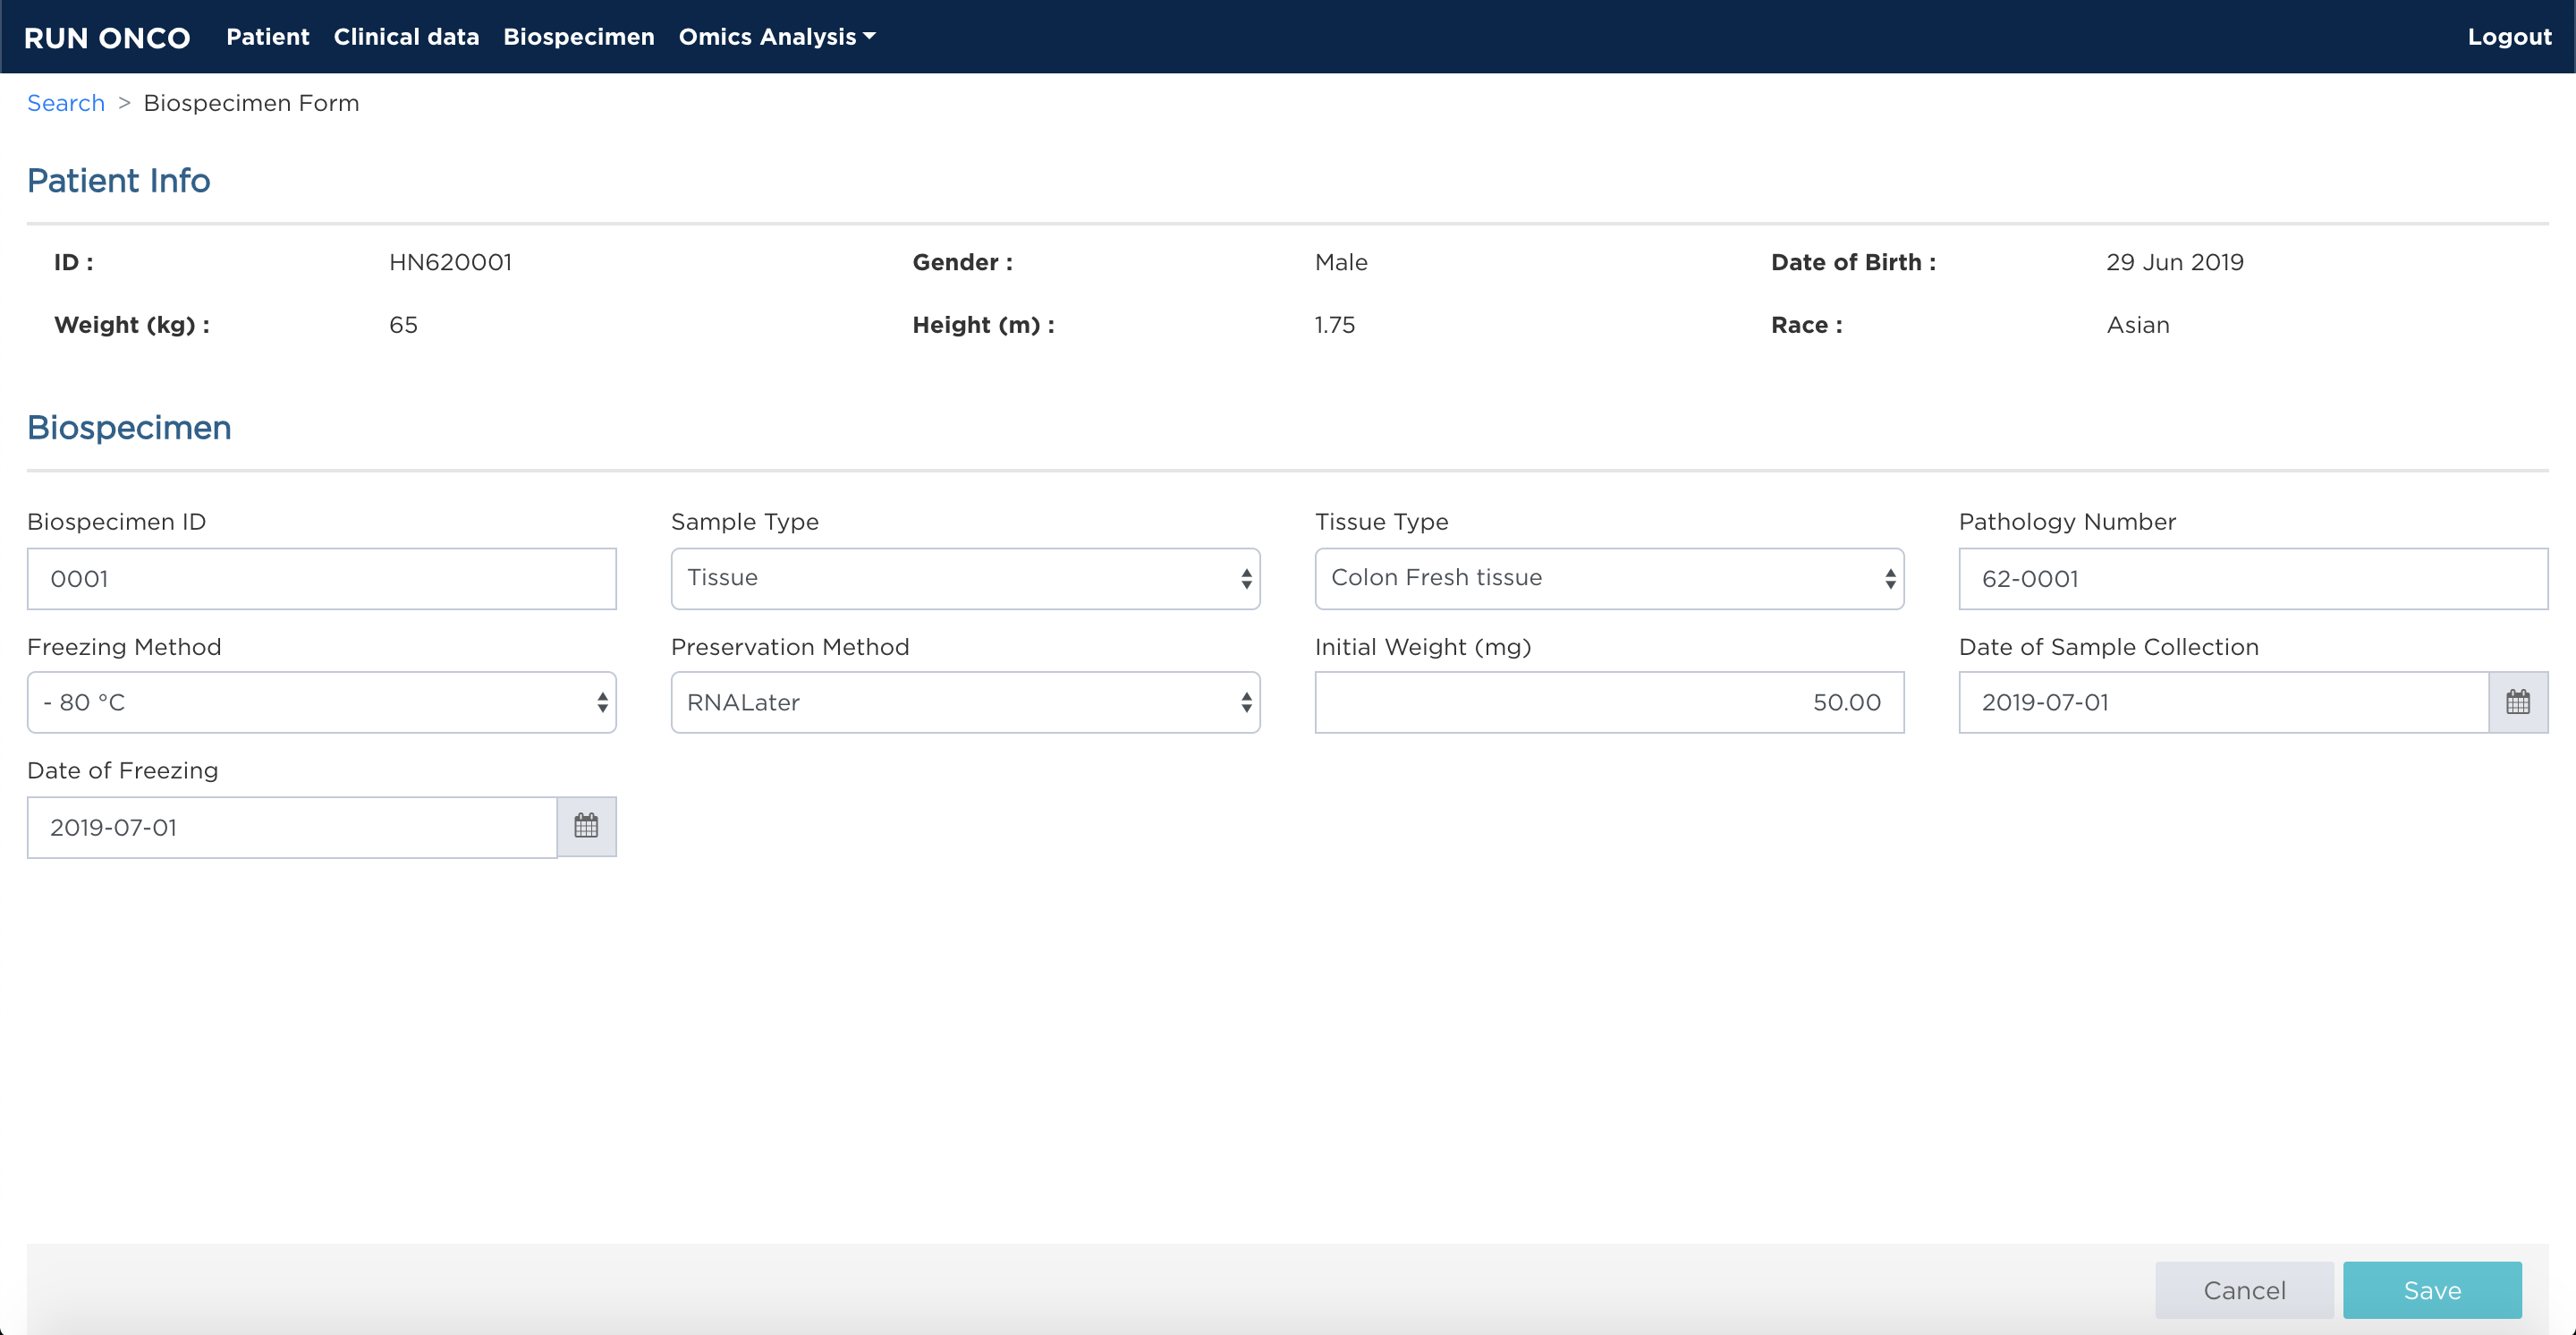 RUN ONCO Patient Clinical data Biospecimen Omics Analysis Logout
Search > Biospecimen Form
Patient Info
ID : HN620001 Gender : Male Date of Birth : 29 Jun 2019
Weight (kg) : 65 Height (m) : 1.75 Race : Asian
Biospecimen
Biospecimen ID Sample Type Tissue Type Pathology Number
0001 Tissue Colon Fresh tissue 62-0001
Freezing Method Preservation Method Initial Weight (mg) Date of Sample Collection
- 80 °C RNALater 50.00 2019-07-01
Date of Freezing
2019-07-01
Cancel Save